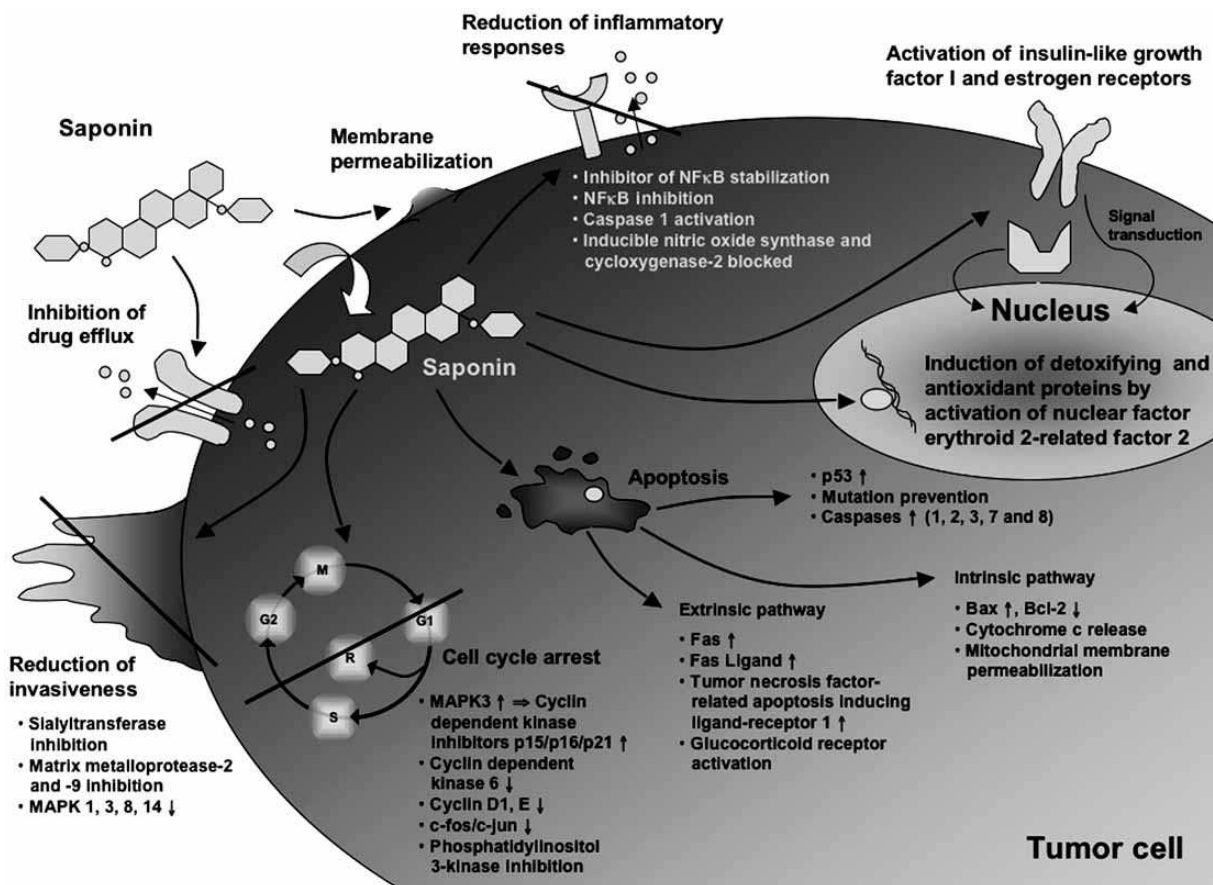 Reduction of inflammatory
responses
Activation of insulin-like growth
factor I and estrogen receptors
Saponin
Membrane
permeabilization
• Inhibitor of NFκB stabilization
• NFκB inhibition
• Caspase 1 activation
• Inducible nitric oxide synthase and
cycloxygenase-2 blocked
Signal
transduction
Inhibition of
drug efflux
Saponin
Nucleus
Induction of detoxifying and
antioxidant proteins by
activation of nuclear factor
erythroid 2-related factor 2
Apoptosis
• p53 ↑
• Mutation prevention
• Caspases ↑ (1, 2, 3, 7 and 8)
M
G2
G1
R
S
Intrinsic pathway
• Bax ↑, Bcl-2 ↓
• Cytochrome c release
• Mitochondrial membrane
permeabilization
Extrinsic pathway
• Fas ↑
• Fas Ligand ↑
• Tumor necrosis factor-
related apoptosis inducing
ligand-receptor 1 ↑
• Glucocorticoid receptor
activation
Cell cycle arrest
• MAPK3 ↑ ⇒ Cyclin
dependent kinase
inhibitors p15/p16/p21 ↑
• Cyclin dependent
kinase 6 ↓
• Cyclin D1, E ↓
• c-fos/c-jun ↓
• Phosphatidylinositol
3-kinase inhibition
Reduction of
invasiveness
• Sialyltransferase
inhibition
• Matrix metalloprotease-2
and -9 inhibition
• MAPK 1, 3, 8, 14 ↓
Tumor cell